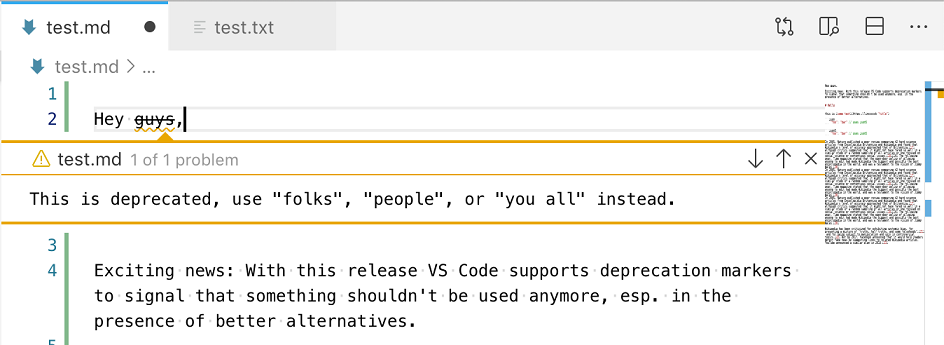 test.md test.txt
test.md > ...
1
2 Hey guys,
test.md 1 of 1 problem
This is deprecated, use "folks", "people", or "you all" instead.
3
4 Exciting news: With this release VS Code supports deprecation markers
to signal that something shouldn't be used anymore, esp. in the
presence of better alternatives.
5